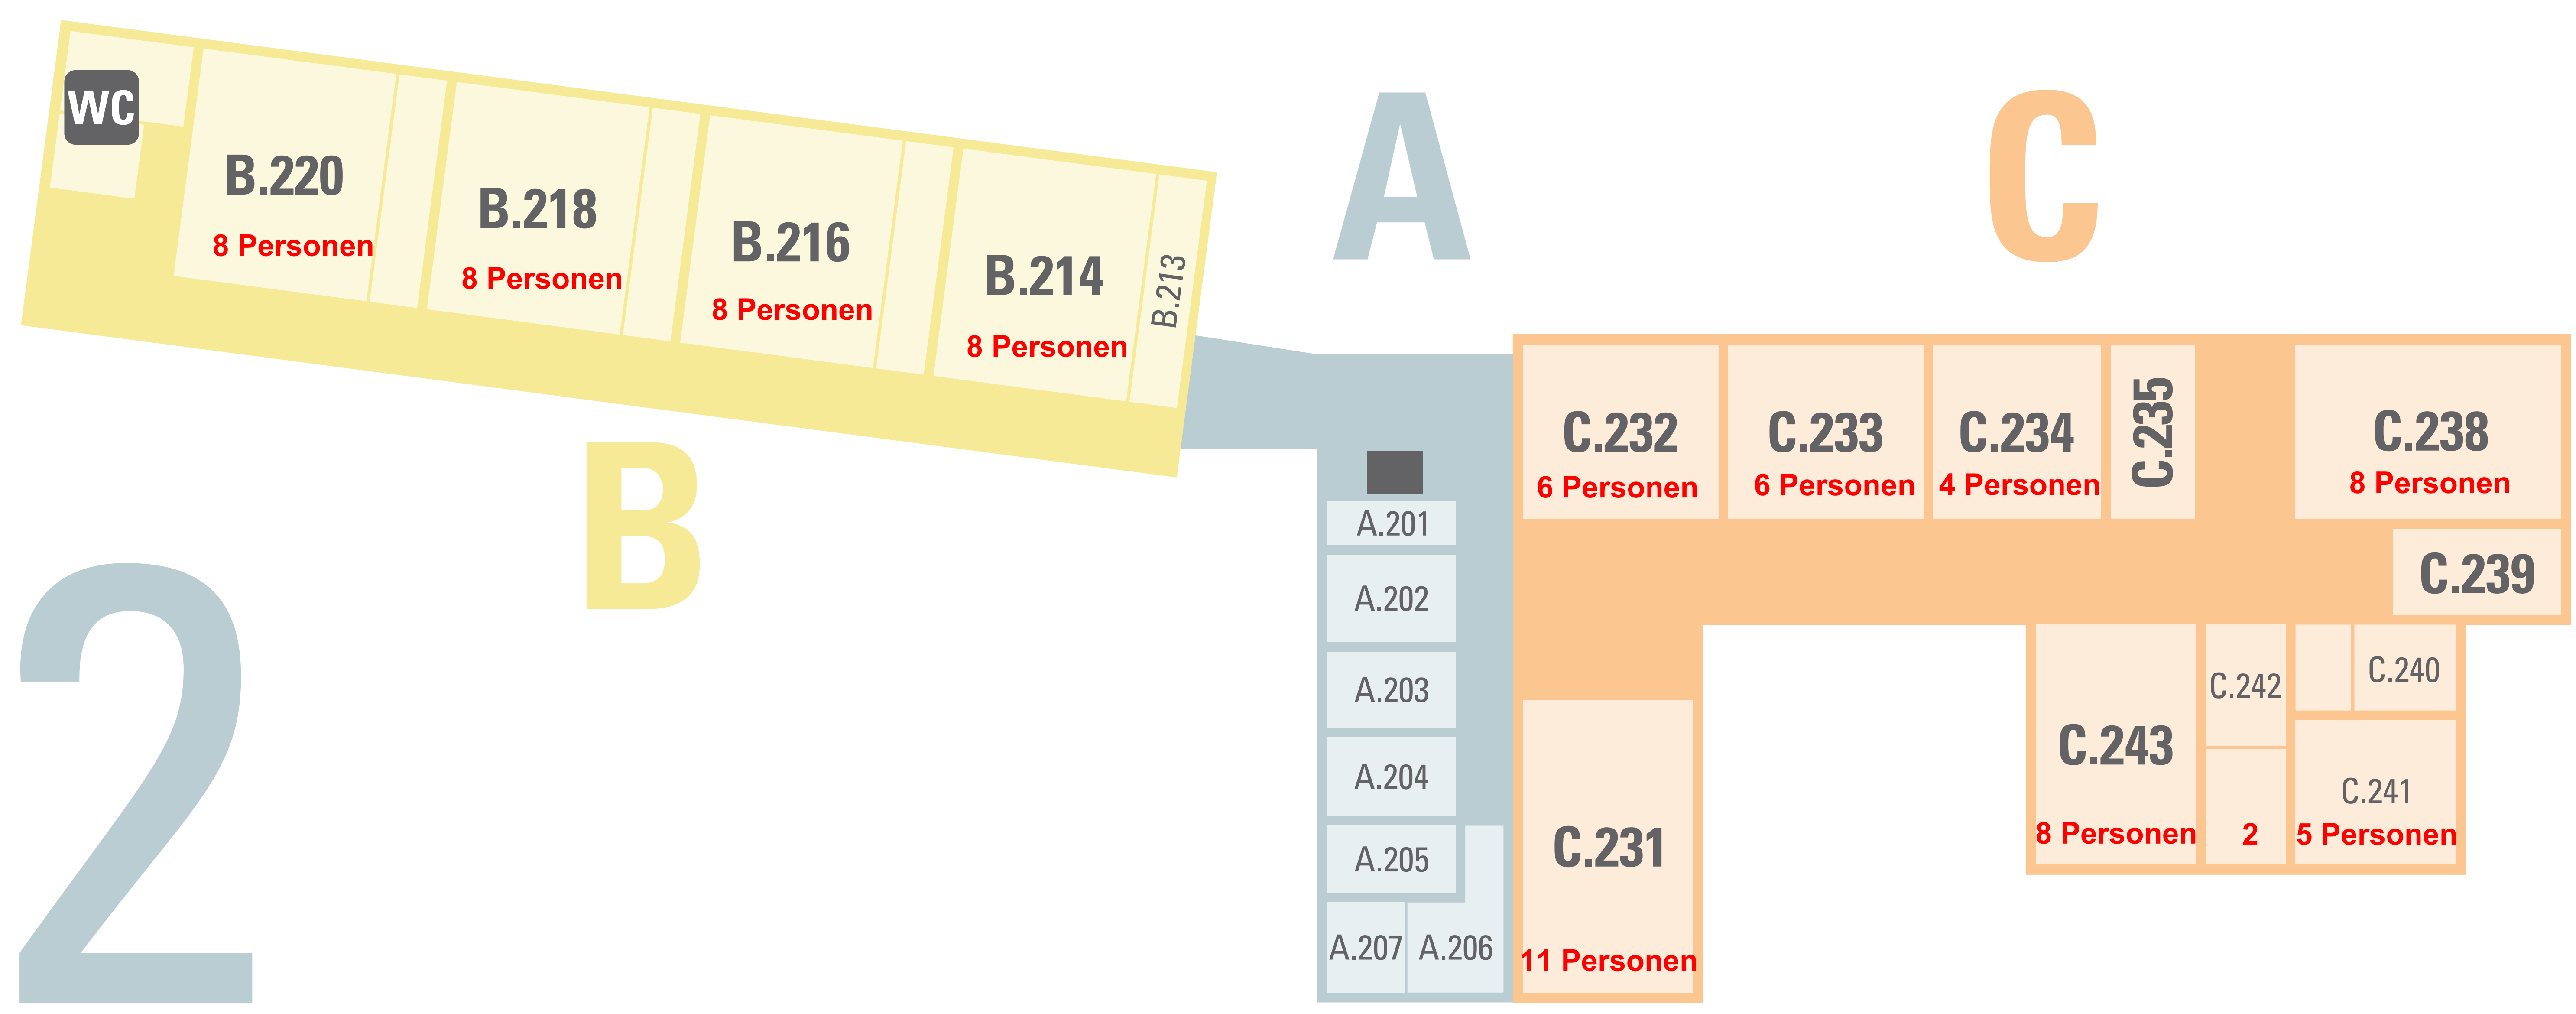 WC
B.220
8 Personen
B.218
8 Personen
B.216
8 Personen
B.214
8 Personen
B.213
B
2
A
A.201
A.202
A.203
A.204
A.205
A.207
A.206
C
C.232
6 Personen
C.233
6 Personen
C.234
4 Personen
C.235
C.238
8 Personen
C.239
C.231
11 Personen
C.243
8 Personen
C.242
2
C.240
C.241
5 Personen